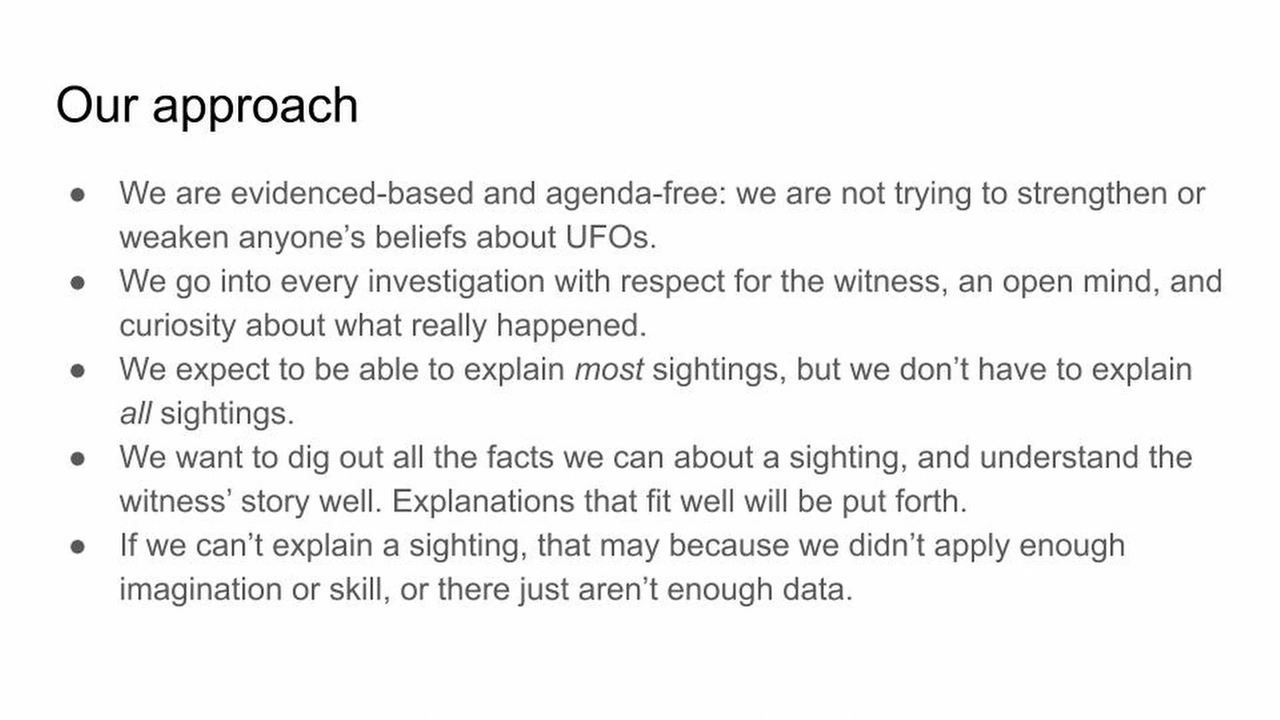 Our approach
● We are evidenced-based and agenda-free: we are not trying to strengthen or
weaken anyone’s beliefs about UFOs.
● We go into every investigation with respect for the witness, an open mind, and
curiosity about what really happened.
● We expect to be able to explain most sightings, but we don’t have to explain
all sightings.
● We want to dig out all the facts we can about a sighting, and understand the
witness’ story well. Explanations that fit well will be put forth.
● If we can’t explain a sighting, that may because we didn’t apply enough
imagination or skill, or there just aren’t enough data.